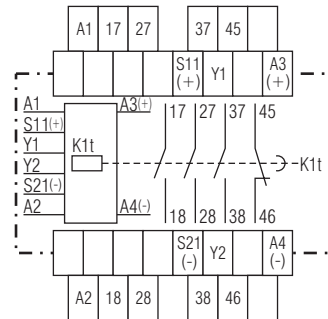 A1 17 27 37 45
S11 (+) Y1 A3 (+)
A1 A3(+) 17 27 37 45
S11(+)
Y1 K1t
Y2 K1t
S21(-)
A2 A4(-) 18 28 38 46
S21 (-) Y2 A4 (-)
A2 18 28 38 46